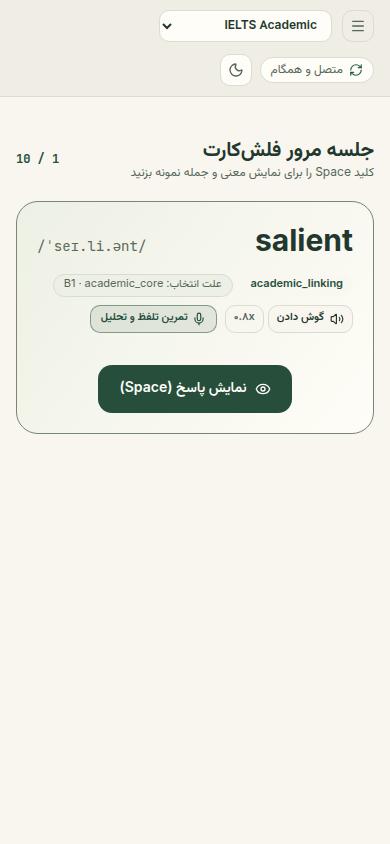 IELTS Academic
متصل و همگام
جلسه مرور فلش‌کارت
1 / 10
کلید Space را برای نمایش معنی و جمله نمونه بزنید
salient
/ˈseɪ.li.ənt/
academic_linking
علت انتخاب: B1 · academic_core
گوش دادن
۰.۸x
تمرین تلفظ و تحلیل
نمایش پاسخ (Space)